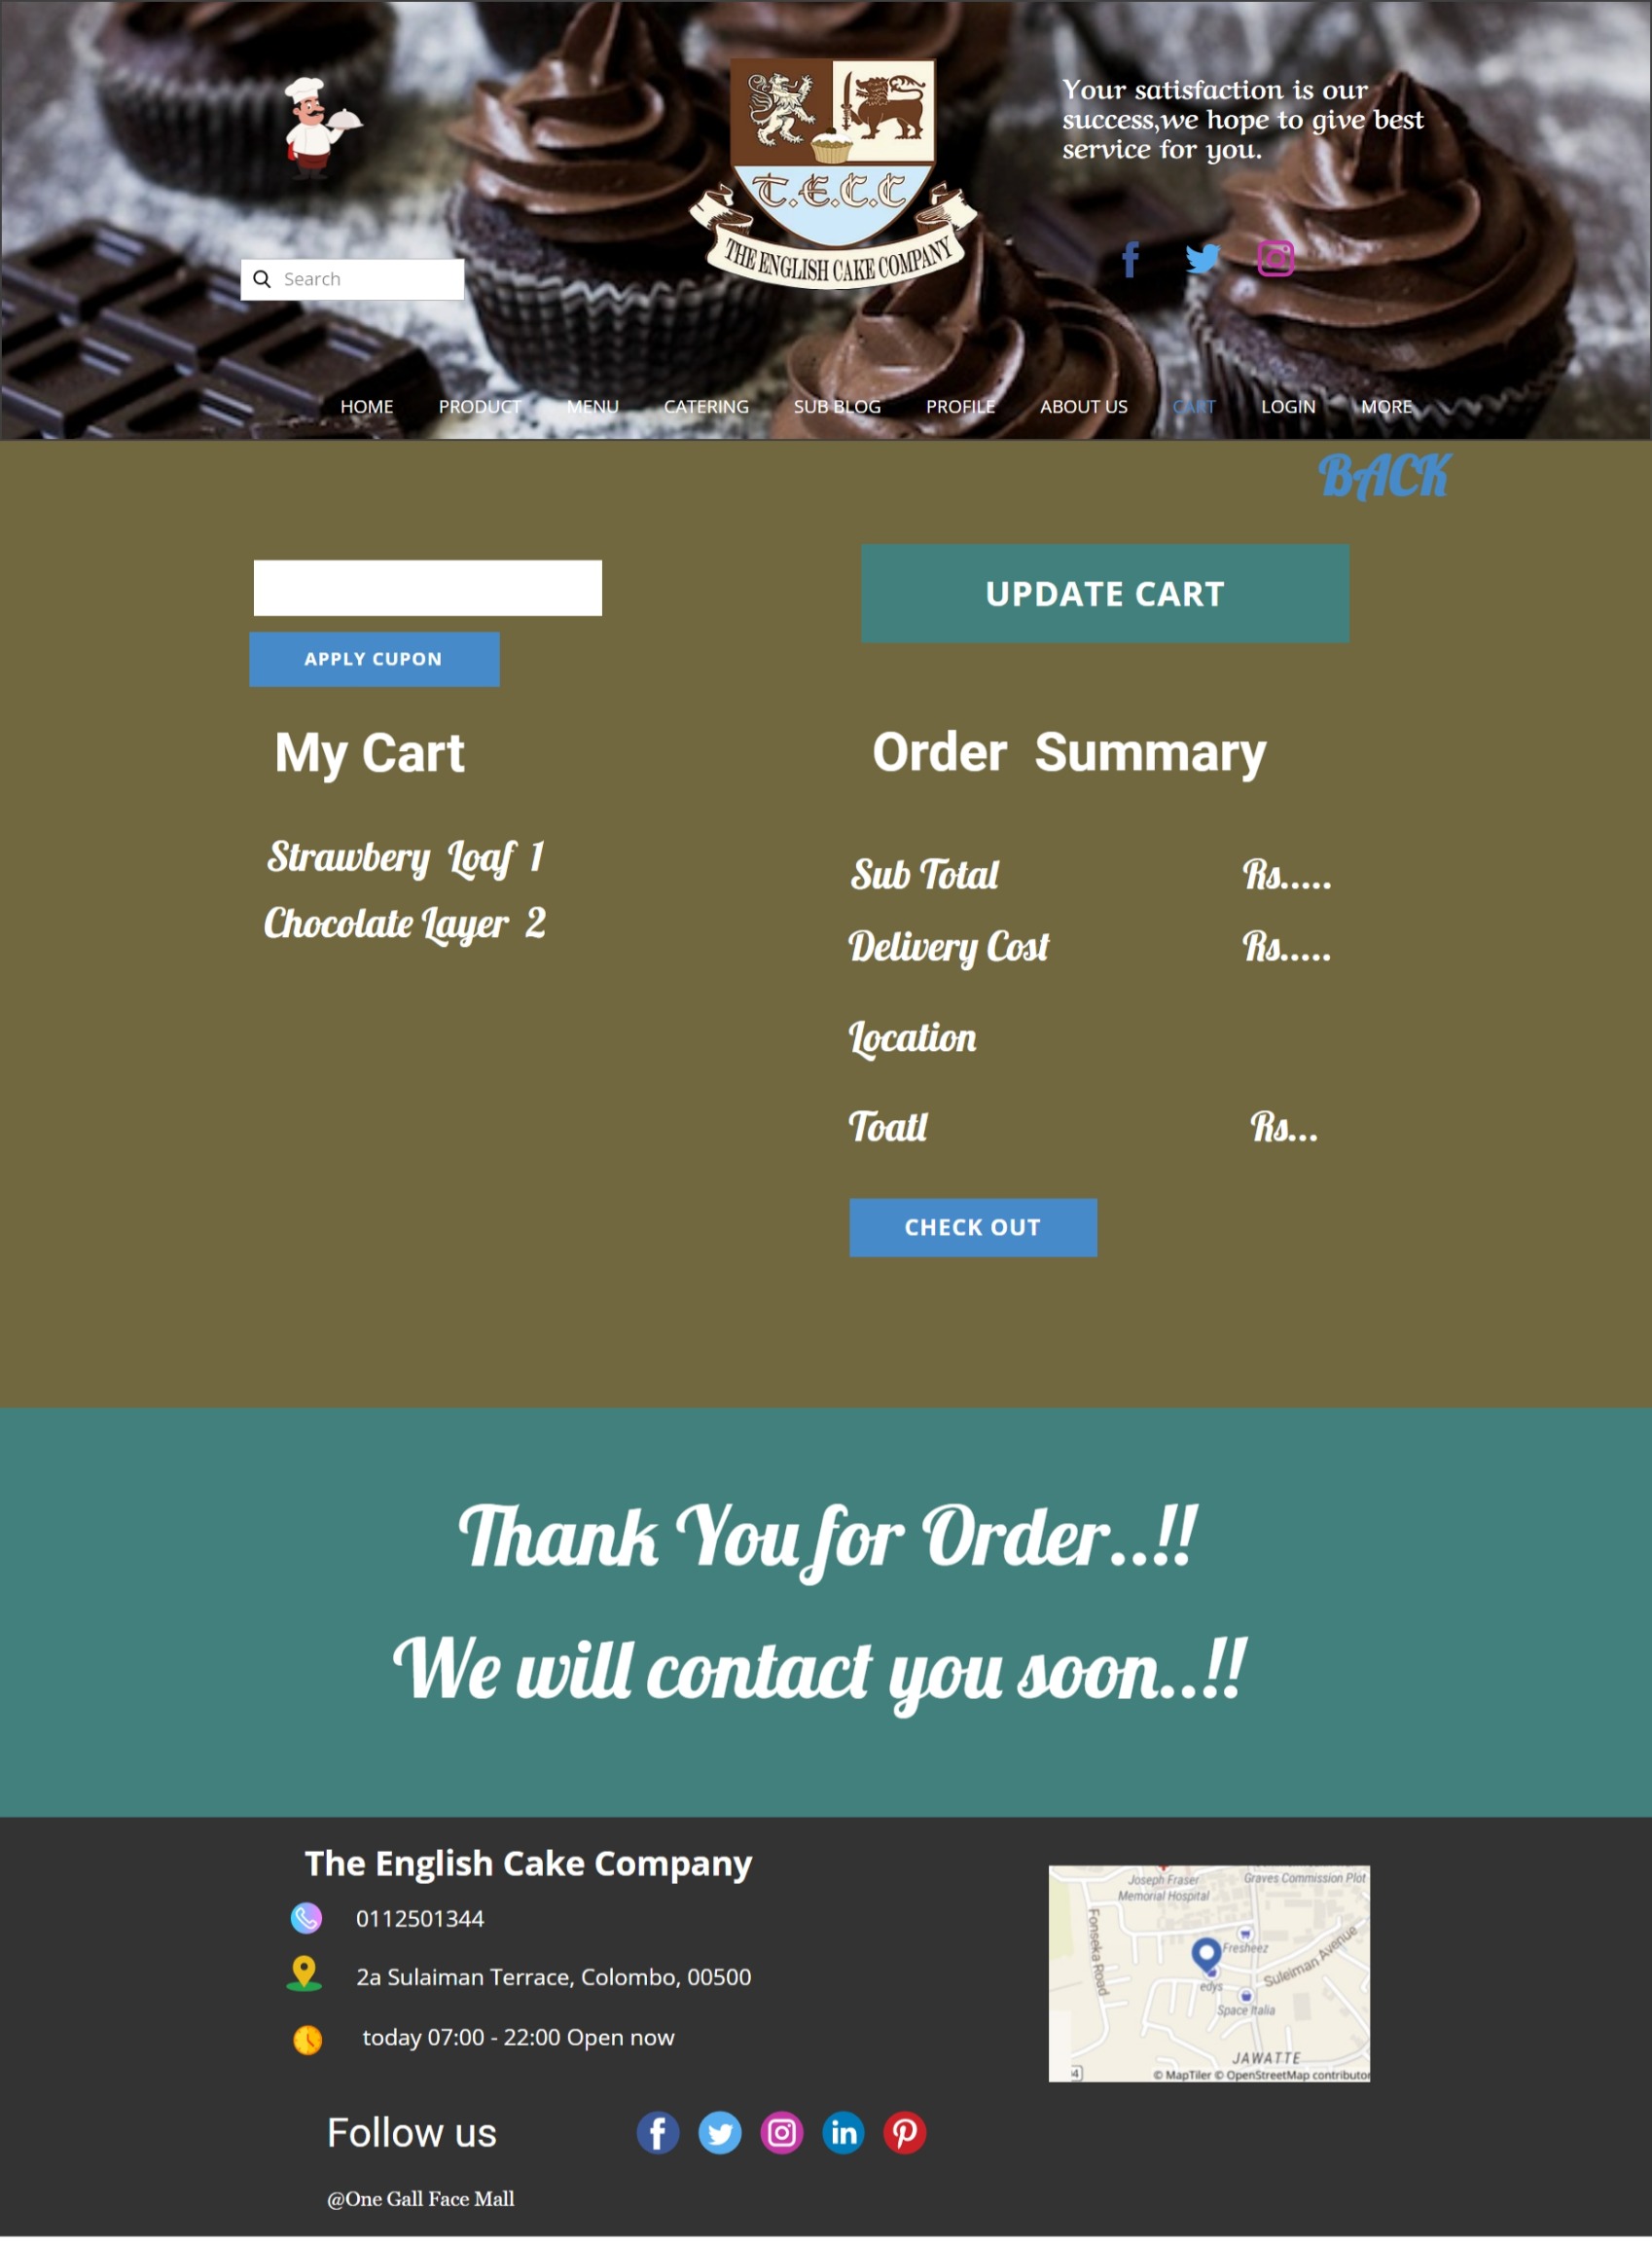 Your satisfaction is our
success,we hope to give best
service for you.
T.E.C.C
THE ENGLISH CAKE COMPANY
Search
HOME PRODUCT MENU CATERING SUB BLOG PROFILE ABOUT US CART LOGIN MORE
BACK
UPDATE CART
APPLY CUPON
My Cart
Order Summary
Strawbery Loaf 1
Chocolate Layer 2
Sub Total Rs.....
Delivery Cost Rs.....
Location
Toatl Rs...
CHECK OUT
Thank You for Order..!!
We will contact you soon..!!
The English Cake Company
0112501344
2a Sulaiman Terrace, Colombo, 00500
today 07:00 - 22:00 Open now
Joseph Fraser
Memorial Hospital
Graves Commission Plot
Fonseka Road
Fresheez
Suleiman Avenue
edys
Space Italia
JAWATTE
© MapTiler © OpenStreetMap contributor
Follow us
@One Gall Face Mall